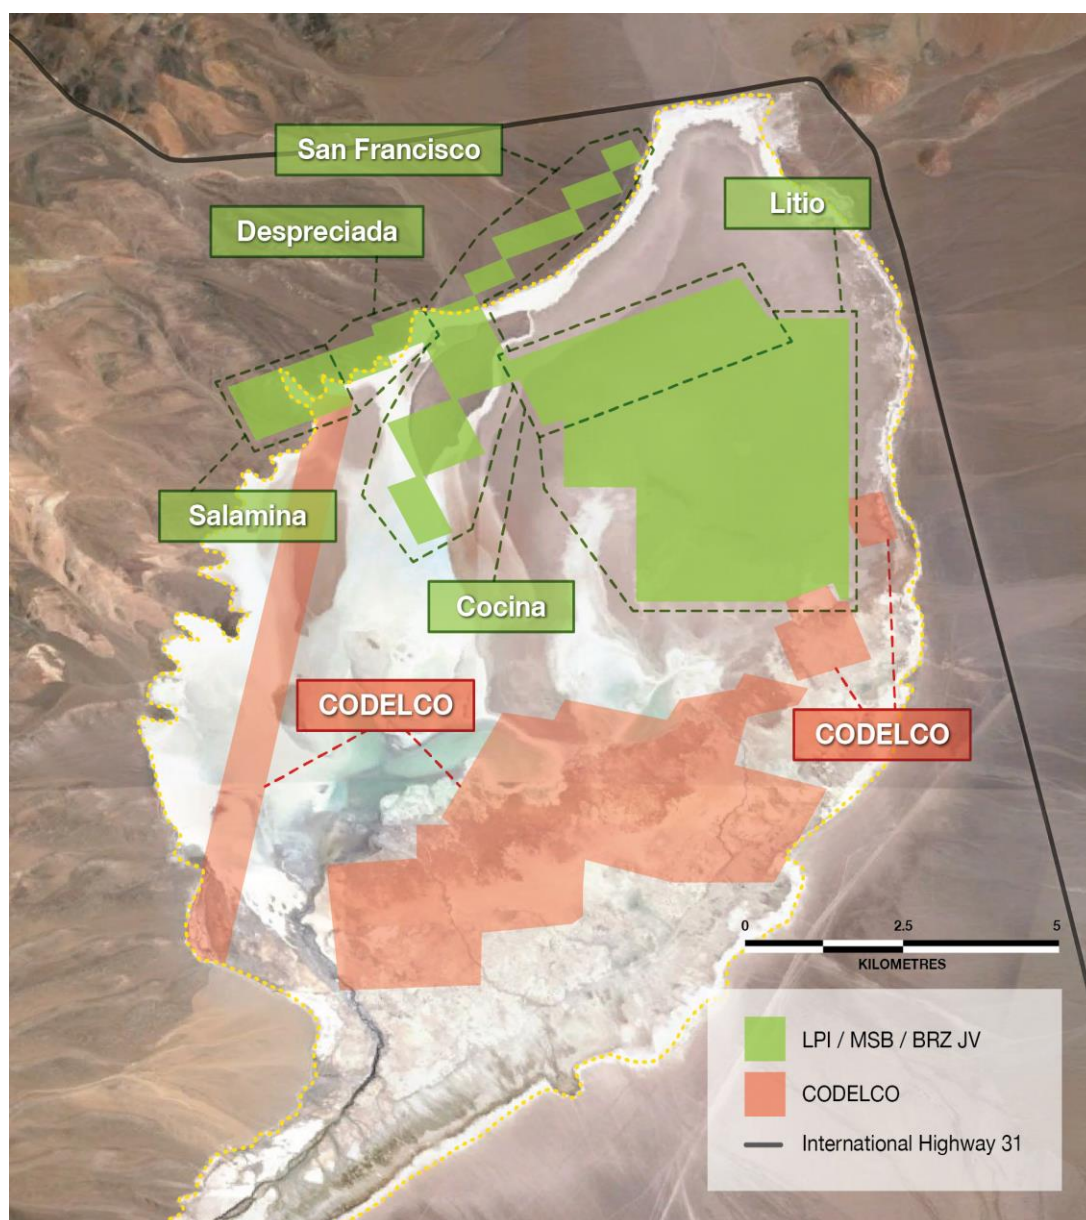 San Francisco
Despreciada
Litio
Salamina
Cocina
CODELCO
CODELCO
0 2.5 5
KILOMETRES
LPI / MSB / BRZ JV
CODELCO
International Highway 31